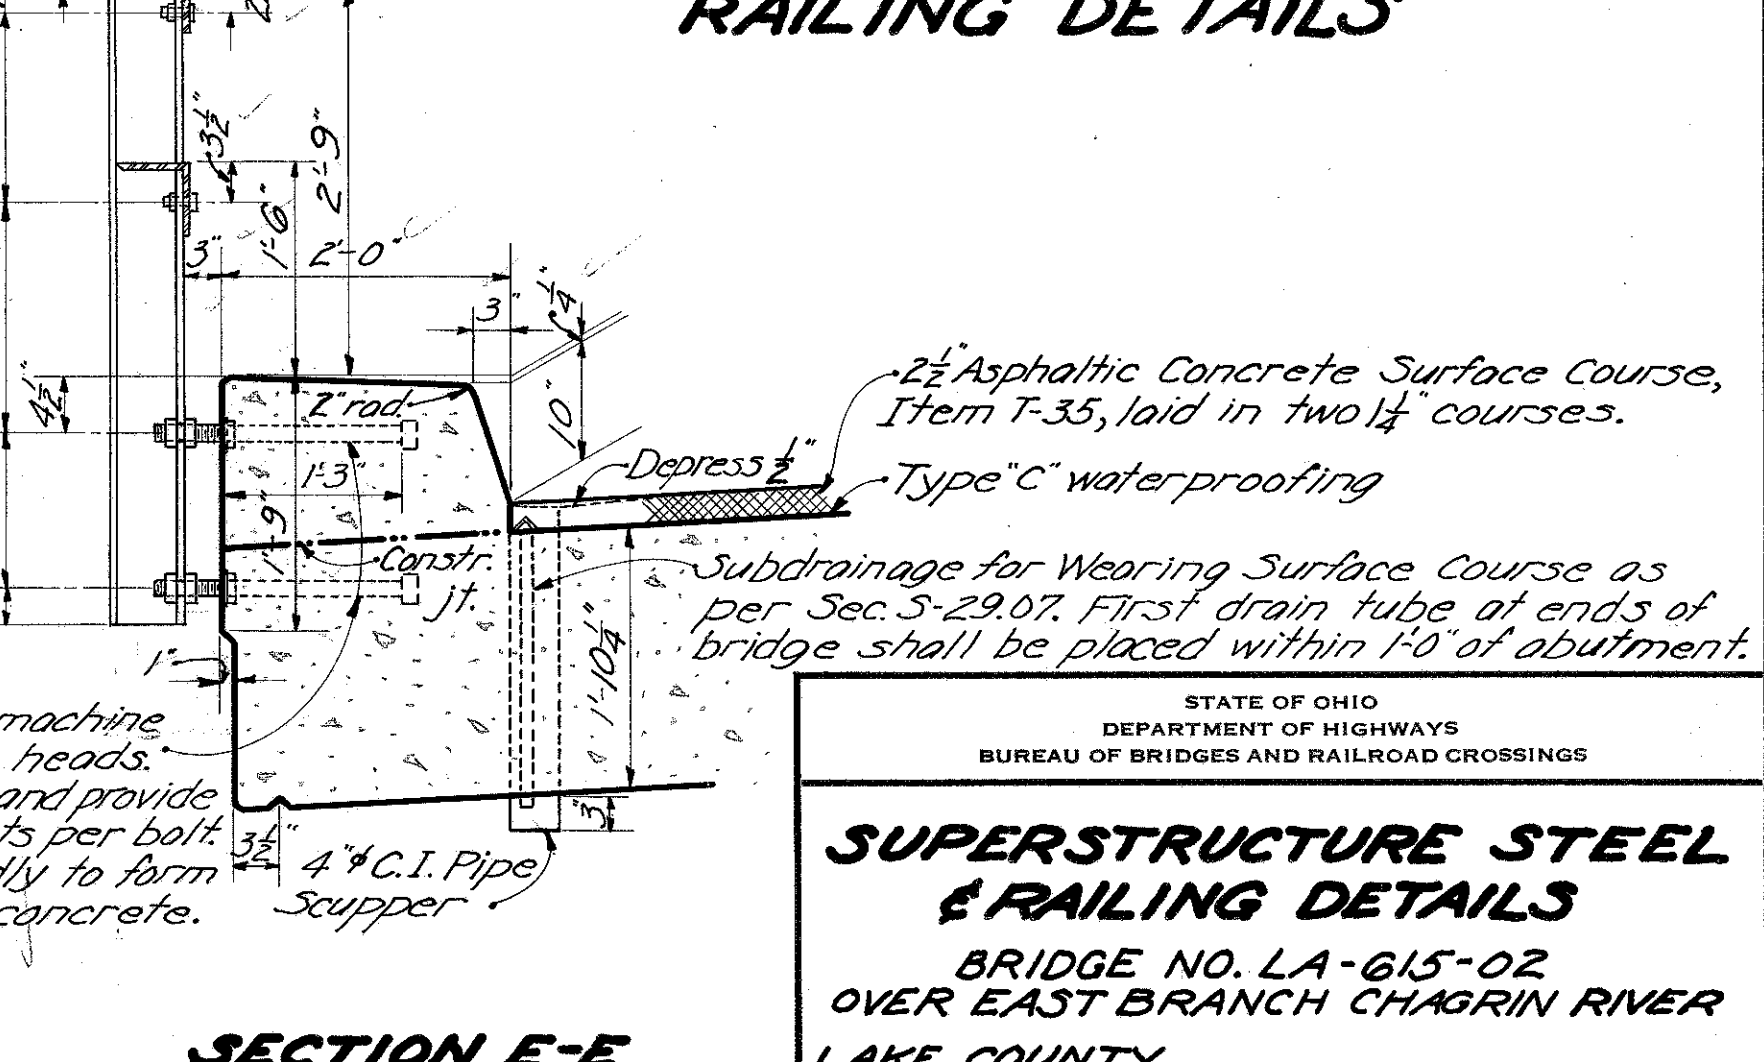 RAILING DETAILS
3½"
2'-9"
1'-6"
3"
2'-0"
3"
¼"
4½"
2" rad.
10"
2½" Asphaltic Concrete Surface Course,
Item T-35, laid in two 1¼" courses.
Depress ½"
Type "C" waterproofing
1'-3"
1'-9"
Constr.
jt.
Subdrainage for Wearing Surface Course as
per Sec. S-29.07. First drain tube at ends of
bridge shall be placed within 1'-0" of abutment.
1'-10¼"
1"
machine
heads.
and provide
ts per bolt.
lly to form
concrete.
3½"
3"
4"ϕ C.I. Pipe
Scupper
SECTION E-E
STATE OF OHIO
DEPARTMENT OF HIGHWAYS
BUREAU OF BRIDGES AND RAILROAD CROSSINGS
SUPERSTRUCTURE STEEL
& RAILING DETAILS
BRIDGE NO. LA-615-02
OVER EAST BRANCH CHAGRIN RIVER
LAKE COUNTY